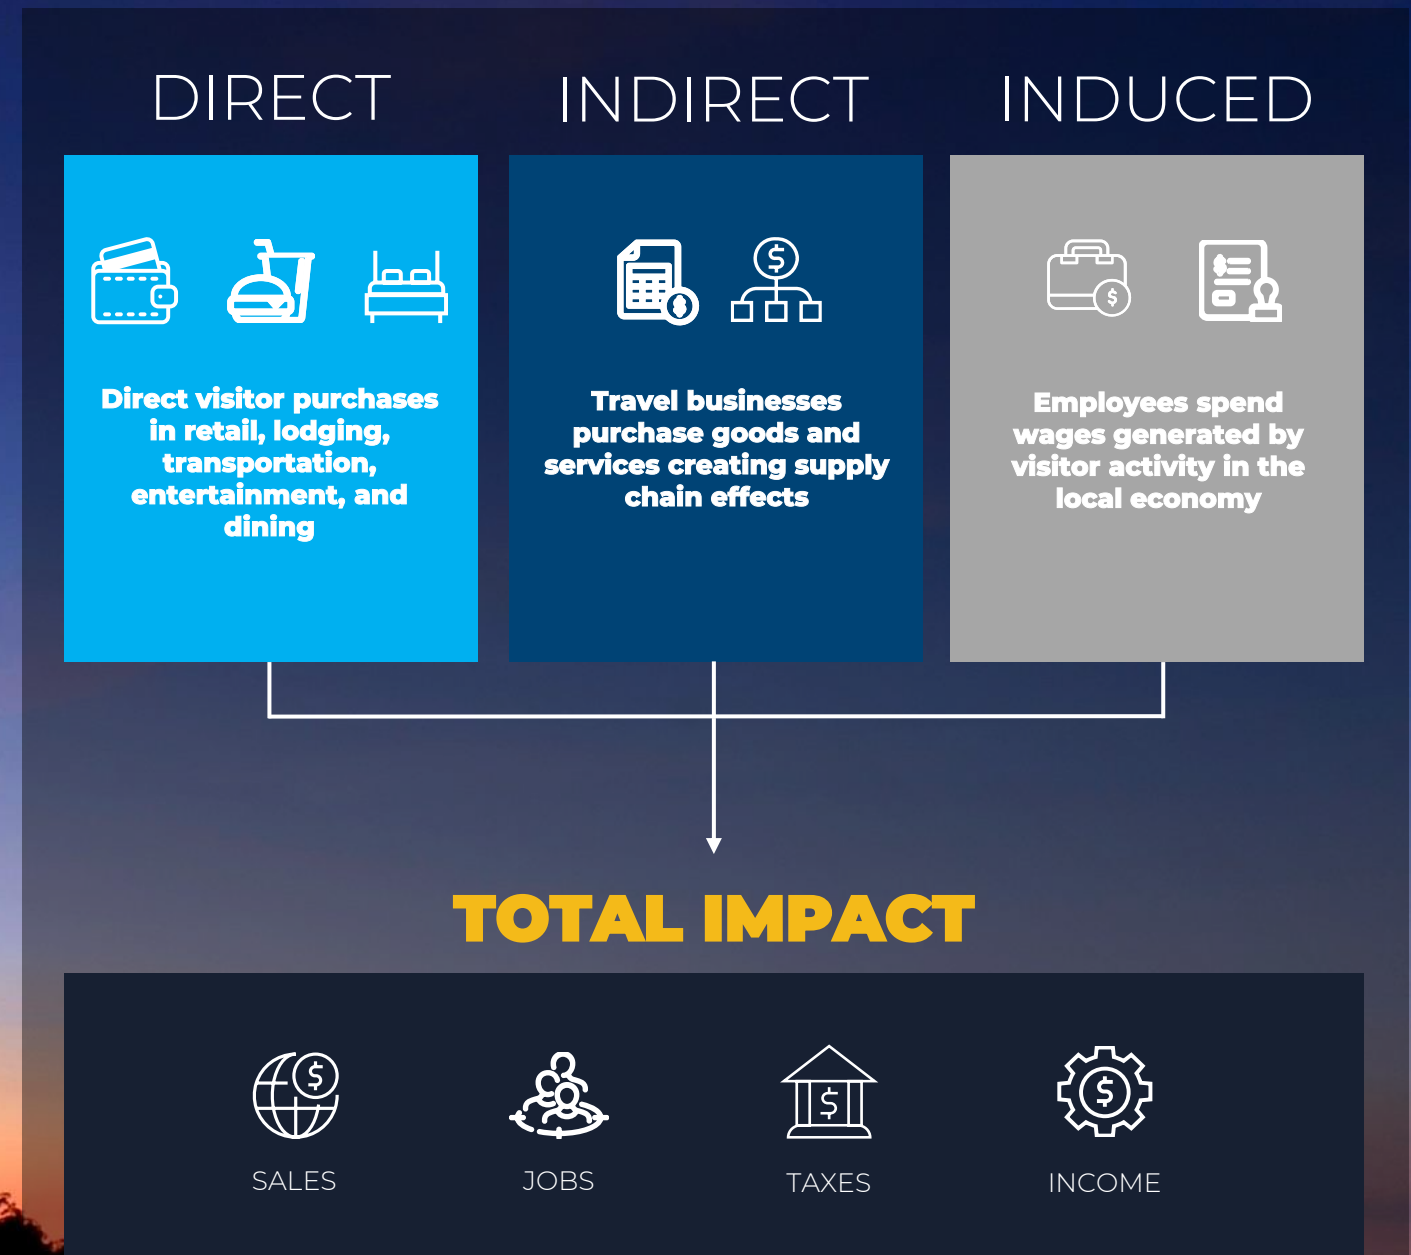 DIRECT
INDIRECT
INDUCED
Direct visitor purchases
in retail, lodging,
transportation,
entertainment, and
dining
Travel businesses
purchase goods and
services creating supply
chain effects
Employees spend
wages generated by
visitor activity in the
local economy
TOTAL IMPACT
SALES
JOBS
TAXES
INCOME